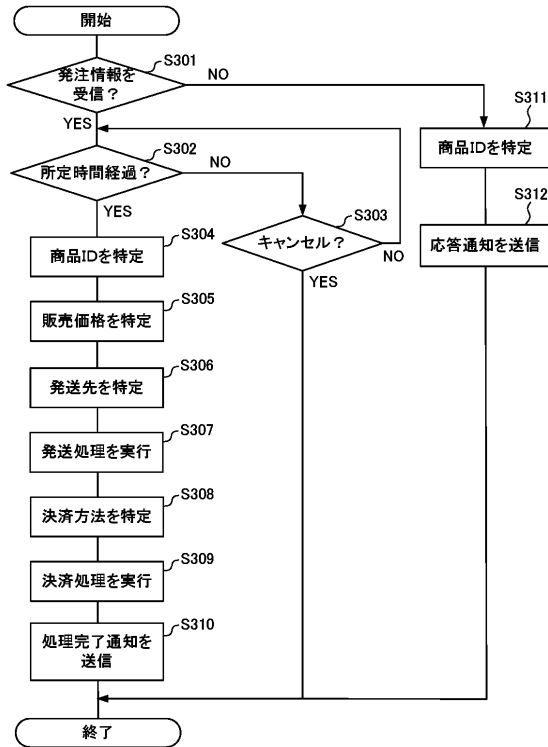 開始
S301
発注情報を
受信？
NO
YES
S302
所定時間経過？
NO
YES
S303
キャンセル？
NO
YES
S304
商品IDを特定
S305
販売価格を特定
S306
発送先を特定
S307
発送処理を実行
S308
決済方法を特定
S309
決済処理を実行
S310
処理完了通知を
送信
S311
商品IDを特定
S312
応答通知を送信
終了